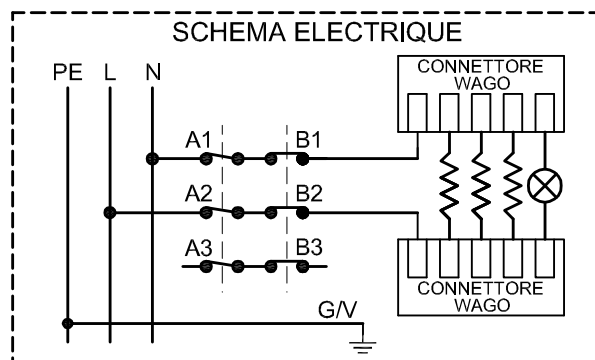 SCHEMA ELECTRIQUE
PE L N
CONNETTORE
WAGO
A1 B1
A2 B2
A3 B3
G/V
CONNETTORE
WAGO